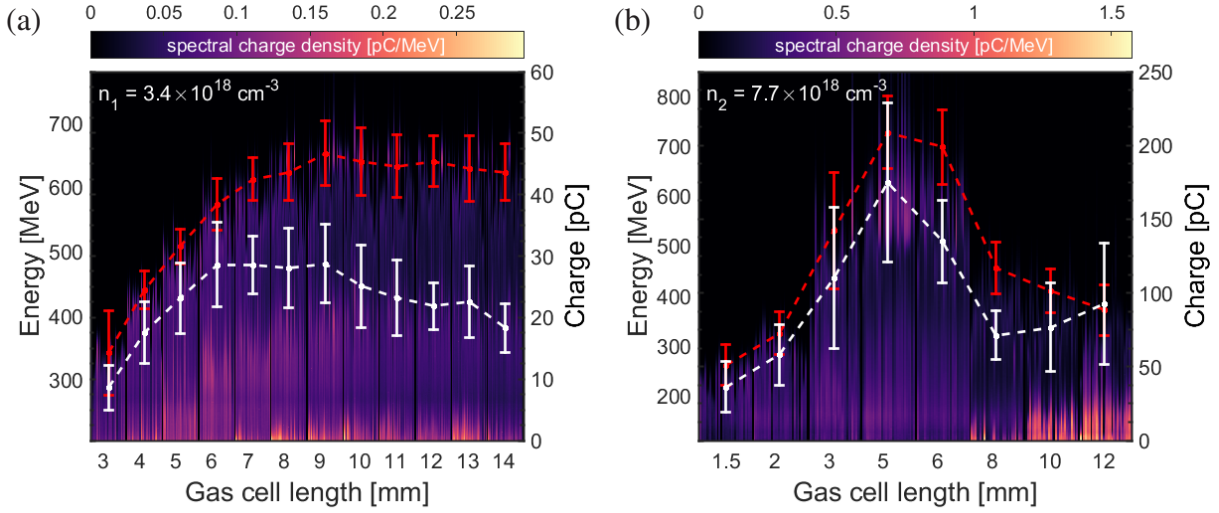 (a)
0 0.05 0.1 0.15 0.2 0.25
spectral charge density [pC/MeV]
n1 = 3.4×10^18 cm^-3
Energy [MeV]
700
600
500
400
300
60
50
40
30
20
10
0
Charge [pC]
3 4 5 6 7 8 9 10 11 12 13 14
Gas cell length [mm]
(b)
0 0.5 1 1.5
spectral charge density [pC/MeV]
n2 = 7.7×10^18 cm^-3
Energy [MeV]
800
700
600
500
400
300
200
250
200
150
100
50
0
Charge [pC]
1.5 2 3 5 6 8 10 12
Gas cell length [mm]